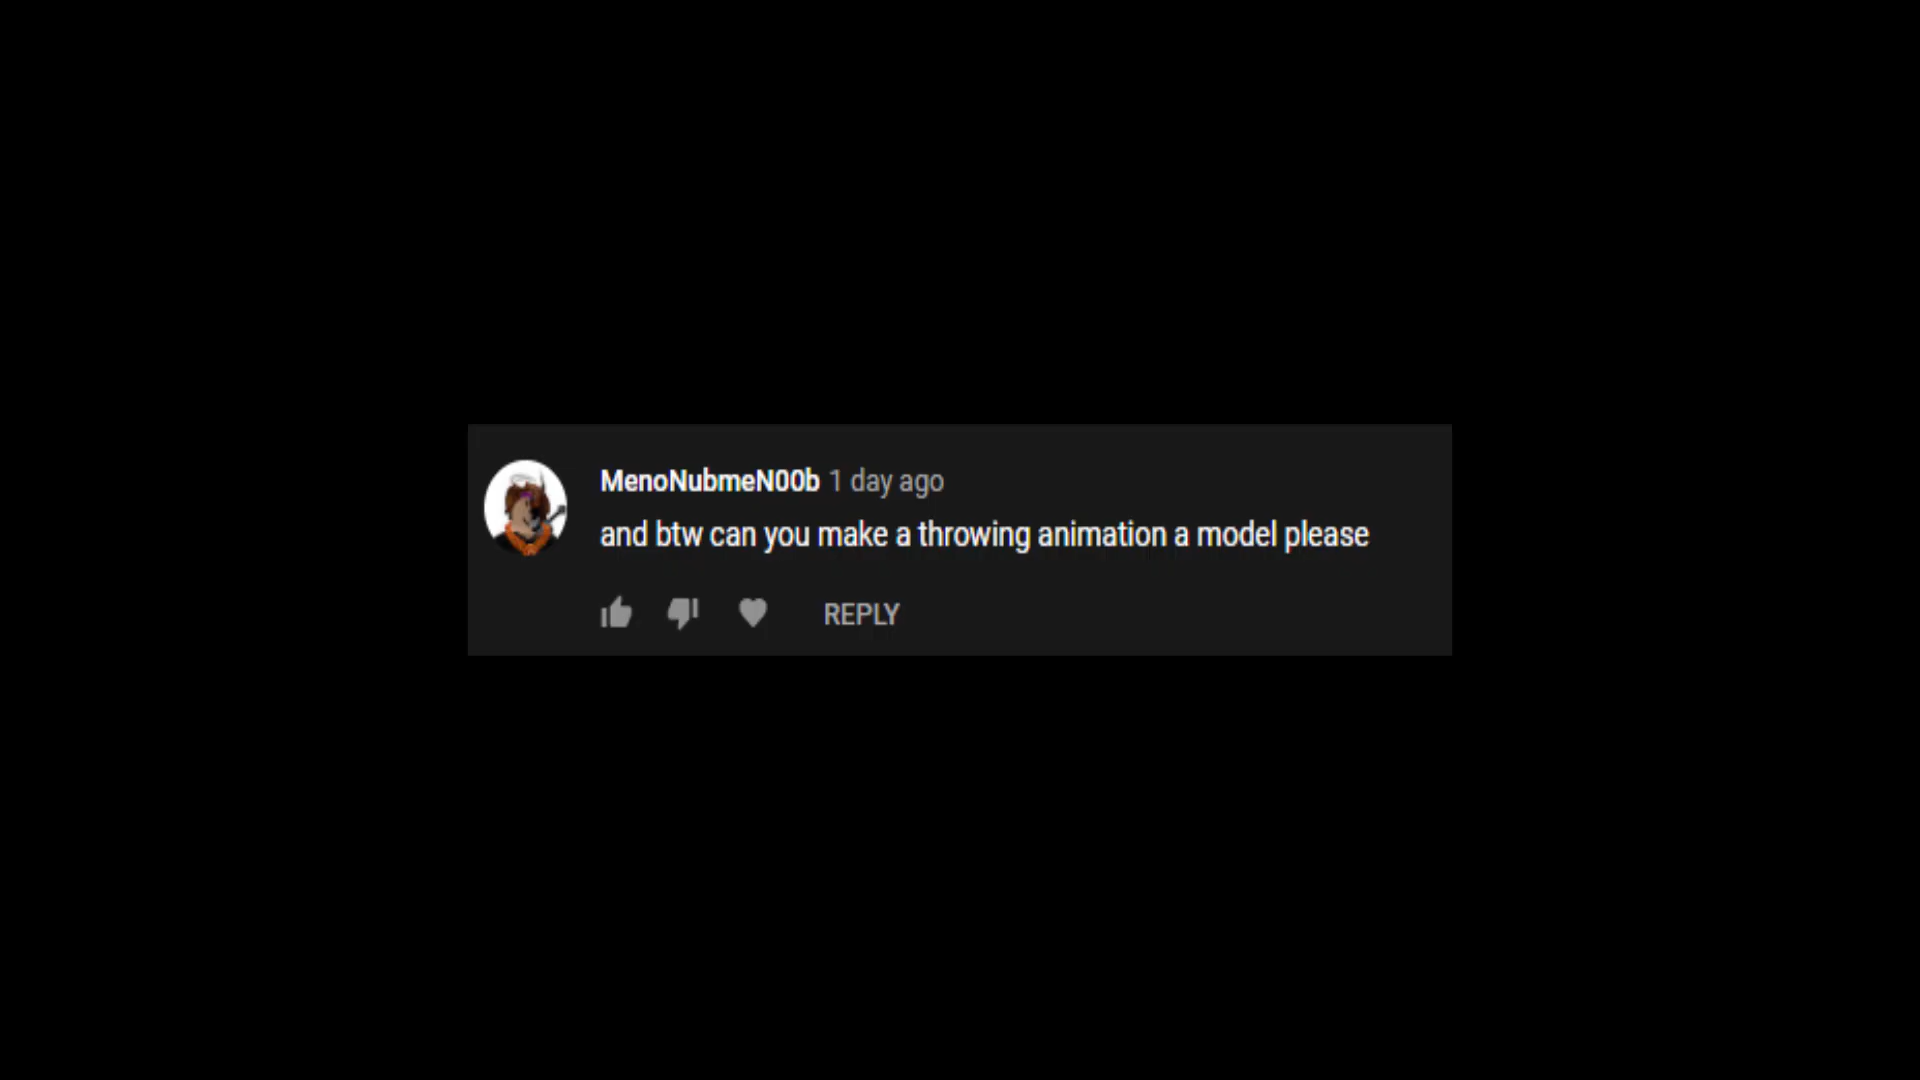 MenoNubmeN00b 1 day ago
and btw can you make a throwing animation a model please
REPLY